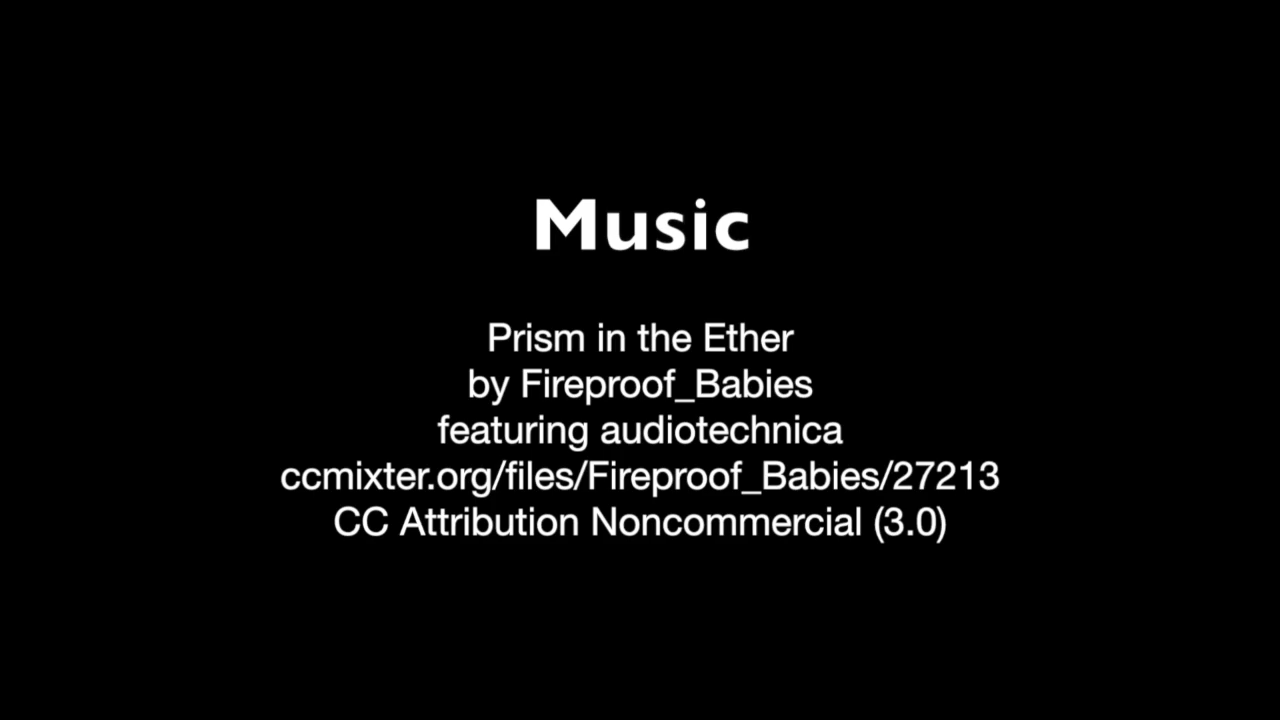 Music
Prism in the Ether
by Fireproof_Babies
featuring audiotechnica
ccmixter.org/files/Fireproof_Babies/27213
CC Attribution Noncommercial (3.0)